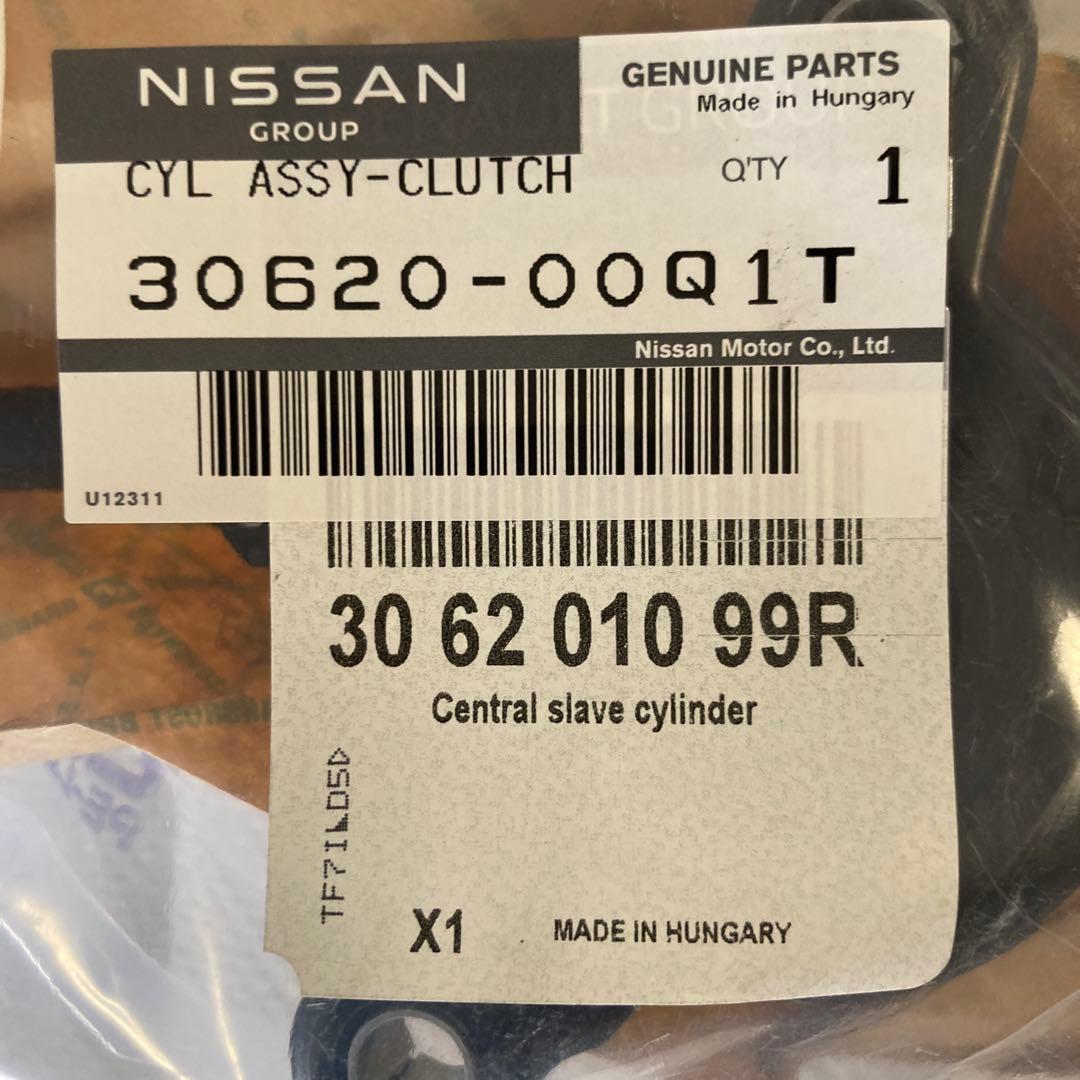 NISSAN
GROUP
GENUINE PARTS
Made in Hungary
CYL ASSY-CLUTCH
Q'TY 1
30620-00Q1T
Nissan Motor Co., Ltd.
U12311
30 62 010 99R
Central slave cylinder
X1
MADE IN HUNGARY